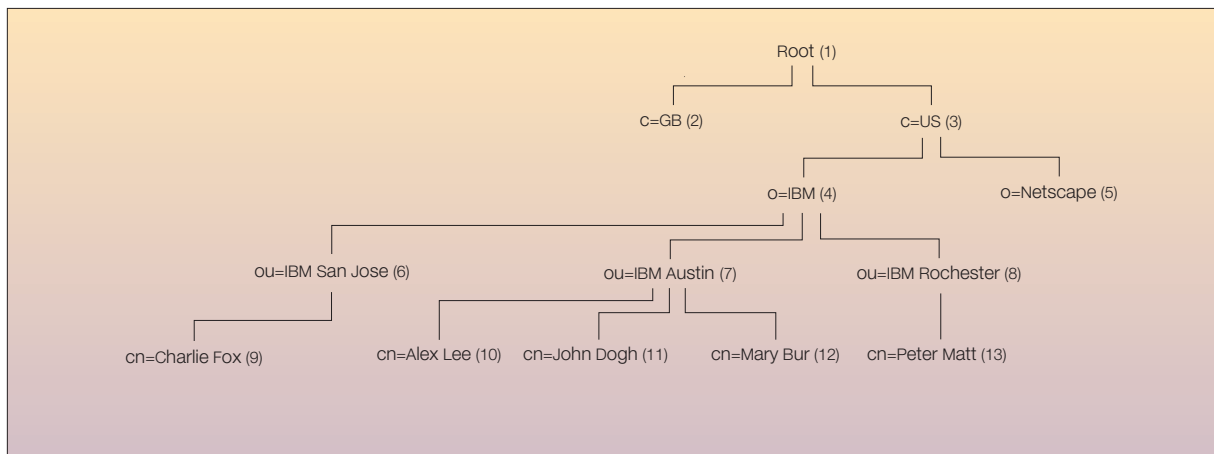 Root (1)
c=GB (2)
c=US (3)
o=IBM (4)
o=Netscape (5)
ou=IBM San Jose (6)
ou=IBM Austin (7)
ou=IBM Rochester (8)
cn=Charlie Fox (9)
cn=Alex Lee (10)
cn=John Dogh (11)
cn=Mary Bur (12)
cn=Peter Matt (13)